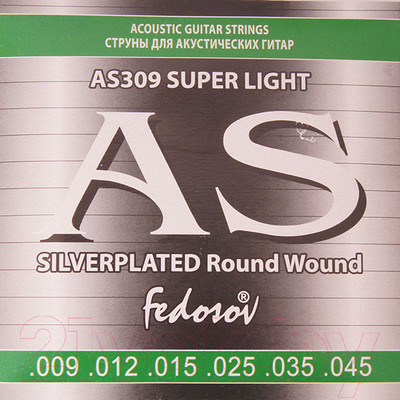 ACOUSTIC GUITAR STRINGS
СТРУНЫ ДЛЯ АКУСТИЧЕСКИХ ГИТАР
AS309 SUPER LIGHT
AS
SILVERPLATED Round Wound
fedosov®
.009 .012 .015 .025 .035 .045